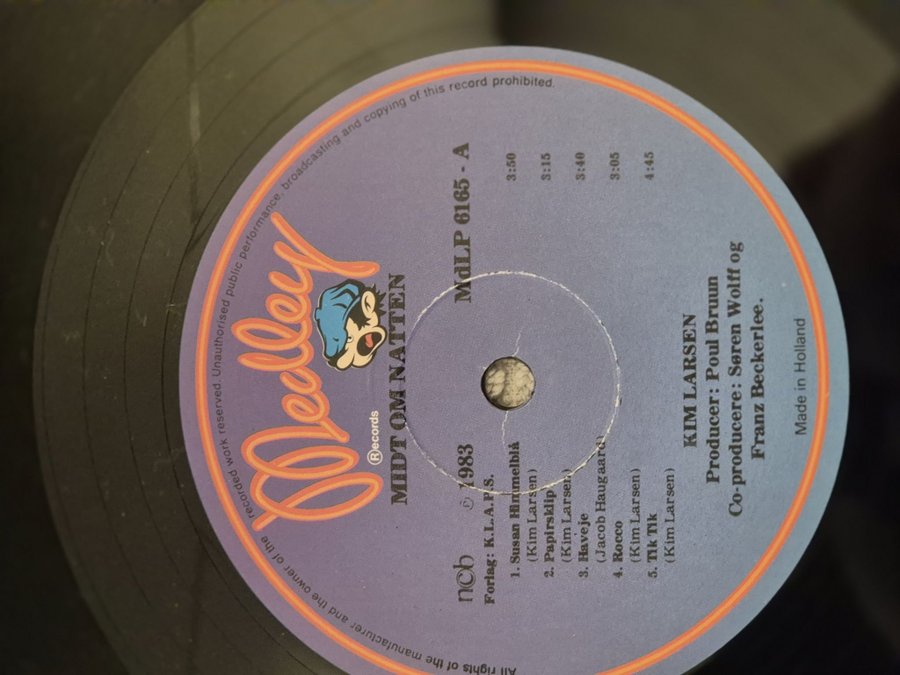 All rights of the manufacturer and the owner of the recorded work reserved. Unauthorised public performance, broadcasting and copying of this record prohibited.
Medley
Ⓡecords
MIDT OM NATTEN
ncb ℗ 1983 MdLP 6165 - A
Forlag: K.L.A.P.S.
1. Susan Himmelblå 3:50
(Kim Larsen)
2. Papirsklip 3:15
(Kim Larsen)
3. Haveje 3:40
(Jacob Haugaard)
4. Rocco 3:05
(Kim Larsen)
5. Tik Tik 4:45
(Kim Larsen)
KIM LARSEN
Producer: Poul Bruun
Co-producere: Søren Wolff og
Franz Beckerlee.
Made in Holland